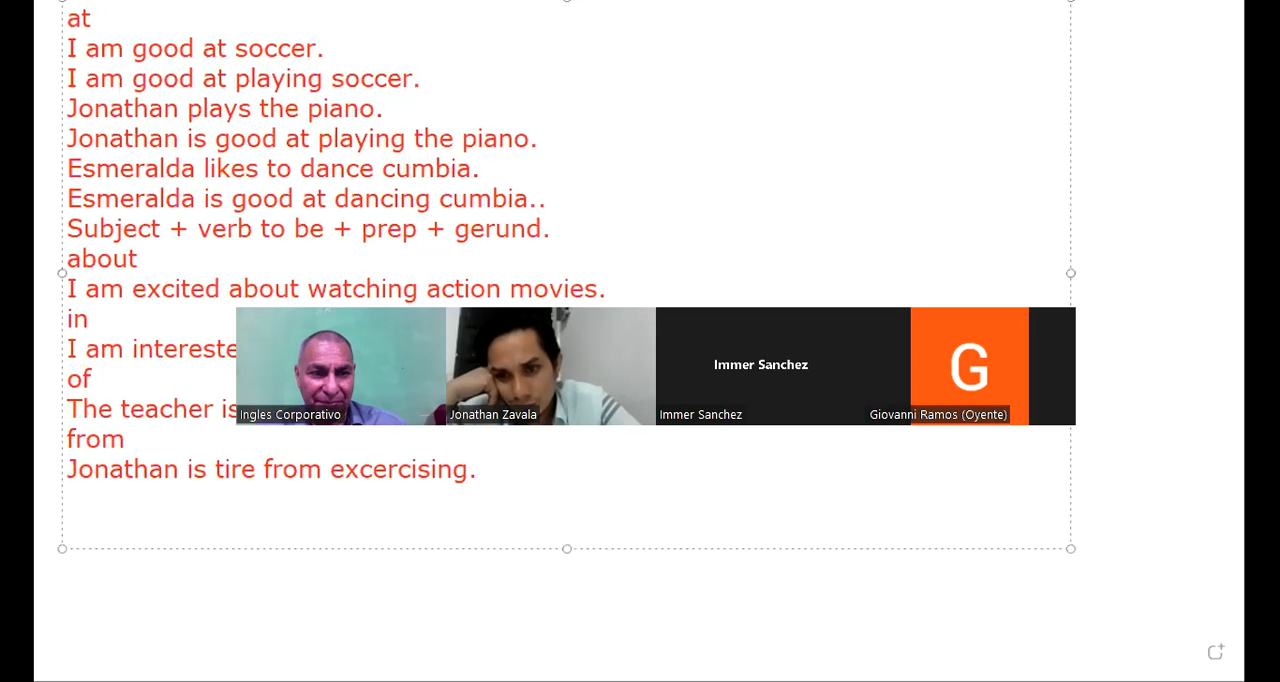 at
I am good at soccer.
I am good at playing soccer.
Jonathan plays the piano.
Jonathan is good at playing the piano.
Esmeralda likes to dance cumbia.
Esmeralda is good at dancing cumbia..
Subject + verb to be + prep + gerund.
about
I am excited about watching action movies.
in
I am intereste
of
The teacher is
from
Jonathan is tire from excercising.
Immer Sanchez
G
Ingles Corporativo
Jonathan Zavala
Immer Sanchez
Giovanni Ramos (Oyente)